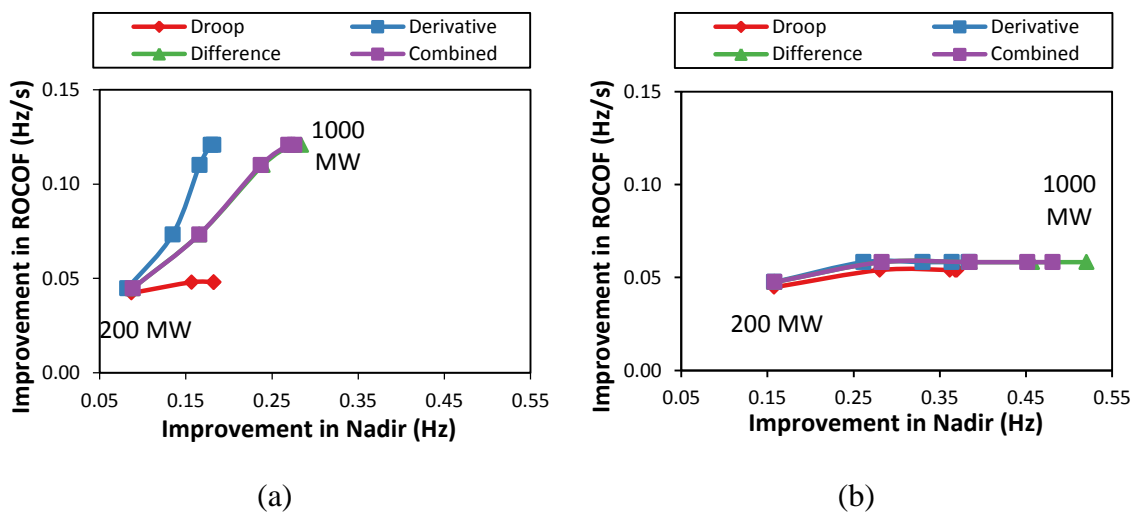 Droop Derivative
Difference Combined
Improvement in ROCOF (Hz/s)
0.15
0.10
0.05
0.00
1000
MW
200 MW
0.05 0.15 0.25 0.35 0.45 0.55
Improvement in Nadir (Hz)
(a)
Droop Derivative
Difference Combined
Improvement in ROCOF (Hz/s)
0.15
0.10
0.05
0.00
1000
MW
200 MW
0.05 0.15 0.25 0.35 0.45 0.55
Improvement in Nadir (Hz)
(b)